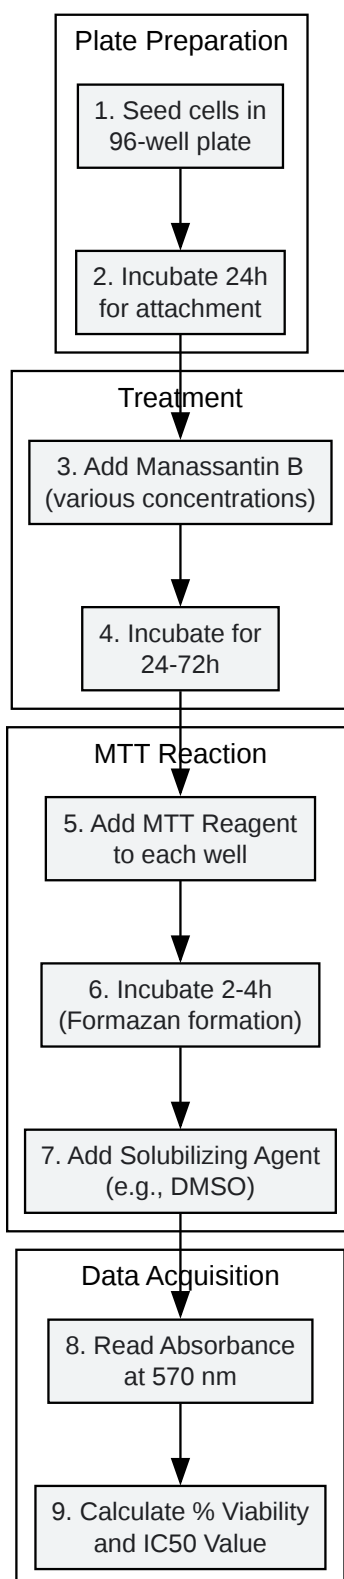 Plate Preparation
1. Seed cells in
96-well plate
2. Incubate 24h
for attachment
Treatment
3. Add Manassantin B
(various concentrations)
4. Incubate for
24-72h
MTT Reaction
5. Add MTT Reagent
to each well
6. Incubate 2-4h
(Formazan formation)
7. Add Solubilizing Agent
(e.g., DMSO)
Data Acquisition
8. Read Absorbance
at 570 nm
9. Calculate % Viability
and IC50 Value